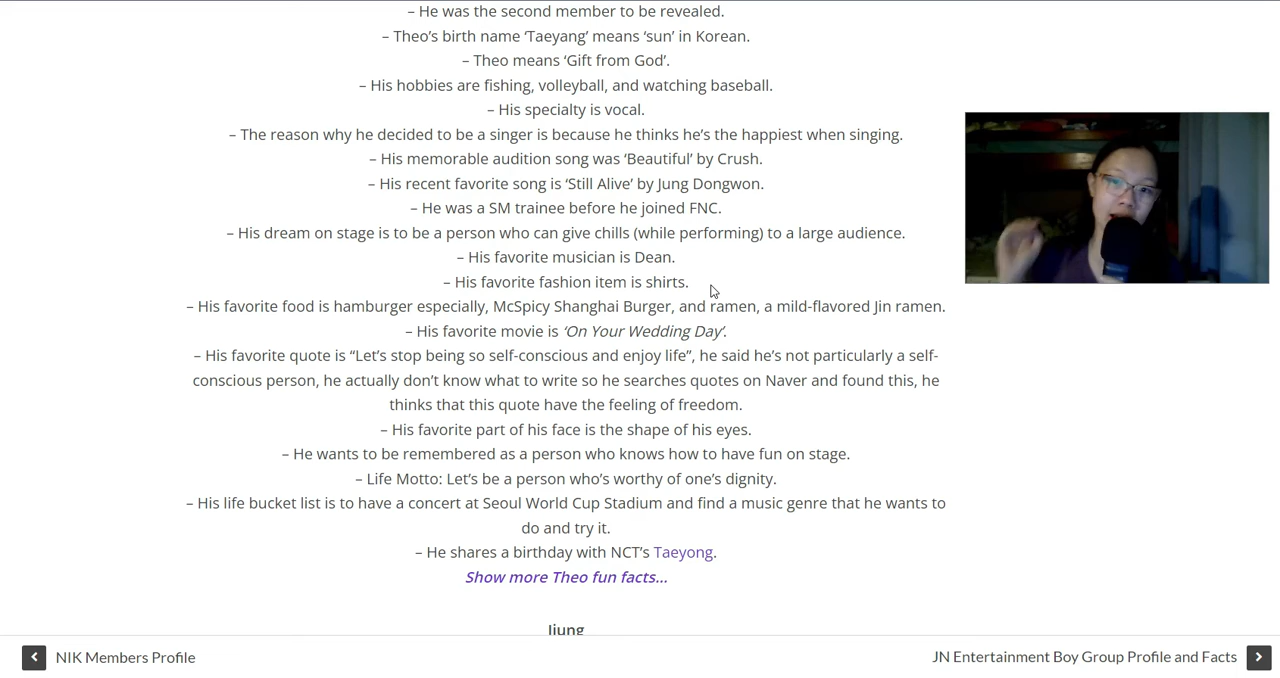 – He was the second member to be revealed.
– Theo’s birth name ‘Taeyang’ means ‘sun’ in Korean.
– Theo means ‘Gift from God’.
– His hobbies are fishing, volleyball, and watching baseball.
– His specialty is vocal.
– The reason why he decided to be a singer is because he thinks he’s the happiest when singing.
– His memorable audition song was ‘Beautiful’ by Crush.
– His recent favorite song is ‘Still Alive’ by Jung Dongwon.
– He was a SM trainee before he joined FNC.
– His dream on stage is to be a person who can give chills (while performing) to a large audience.
– His favorite musician is Dean.
– His favorite fashion item is shirts.
– His favorite food is hamburger especially, McSpicy Shanghai Burger, and ramen, a mild-flavored Jin ramen.
– His favorite movie is ‘On Your Wedding Day’.
– His favorite quote is “Let’s stop being so self-conscious and enjoy life”, he said he’s not particularly a self-
conscious person, he actually don’t know what to write so he searches quotes on Naver and found this, he
thinks that this quote have the feeling of freedom.
– His favorite part of his face is the shape of his eyes.
– He wants to be remembered as a person who knows how to have fun on stage.
– Life Motto: Let’s be a person who’s worthy of one’s dignity.
– His life bucket list is to have a concert at Seoul World Cup Stadium and find a music genre that he wants to
do and try it.
– He shares a birthday with NCT’s Taeyong.
Show more Theo fun facts...
Jiung
NIK Members Profile
JN Entertainment Boy Group Profile and Facts